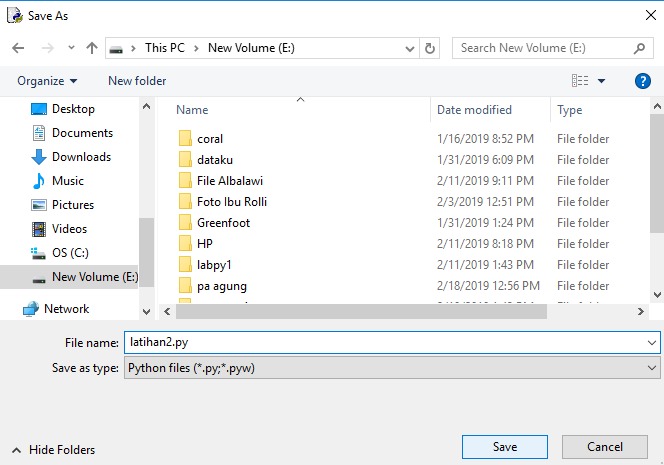 Save As
This PC > New Volume (E:)
Search New Volume (E:)
Organize
New folder
Desktop
Documents
Downloads
Music
Pictures
Videos
OS (C:)
New Volume (E:)
Network
Name Date modified Type
coral 1/16/2019 8:52 PM File folder
dataku 1/31/2019 6:09 PM File folder
File Albalawi 2/11/2019 9:11 PM File folder
Foto Ibu Rolli 2/3/2019 12:51 PM File folder
Greenfoot 1/31/2019 1:24 PM File folder
HP 2/11/2019 8:18 PM File folder
labpy1 2/11/2019 1:43 PM File folder
pa agung 2/18/2019 12:56 PM File folder
File name: latihan2.py
Save as type: Python files (*.py;*.pyw)
Hide Folders
Save
Cancel